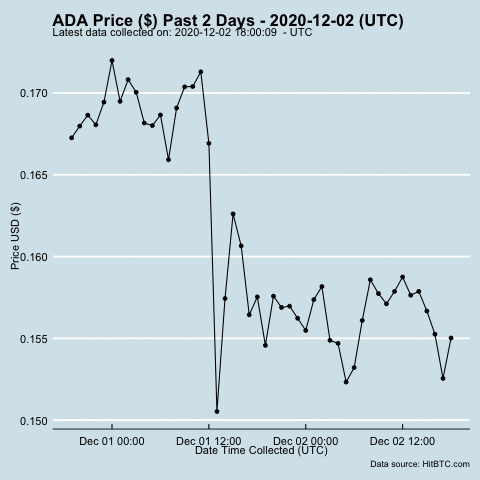 ADA Price ($) Past 2 Days - 2020-12-02 (UTC)
Latest data collected on: 2020-12-02 18:00:09 - UTC
0.170
0.165
0.160
0.155
0.150
Price USD ($)
Dec 01 00:00 Dec 01 12:00 Dec 02 00:00 Dec 02 12:00
Date Time Collected (UTC)
Data source: HitBTC.com